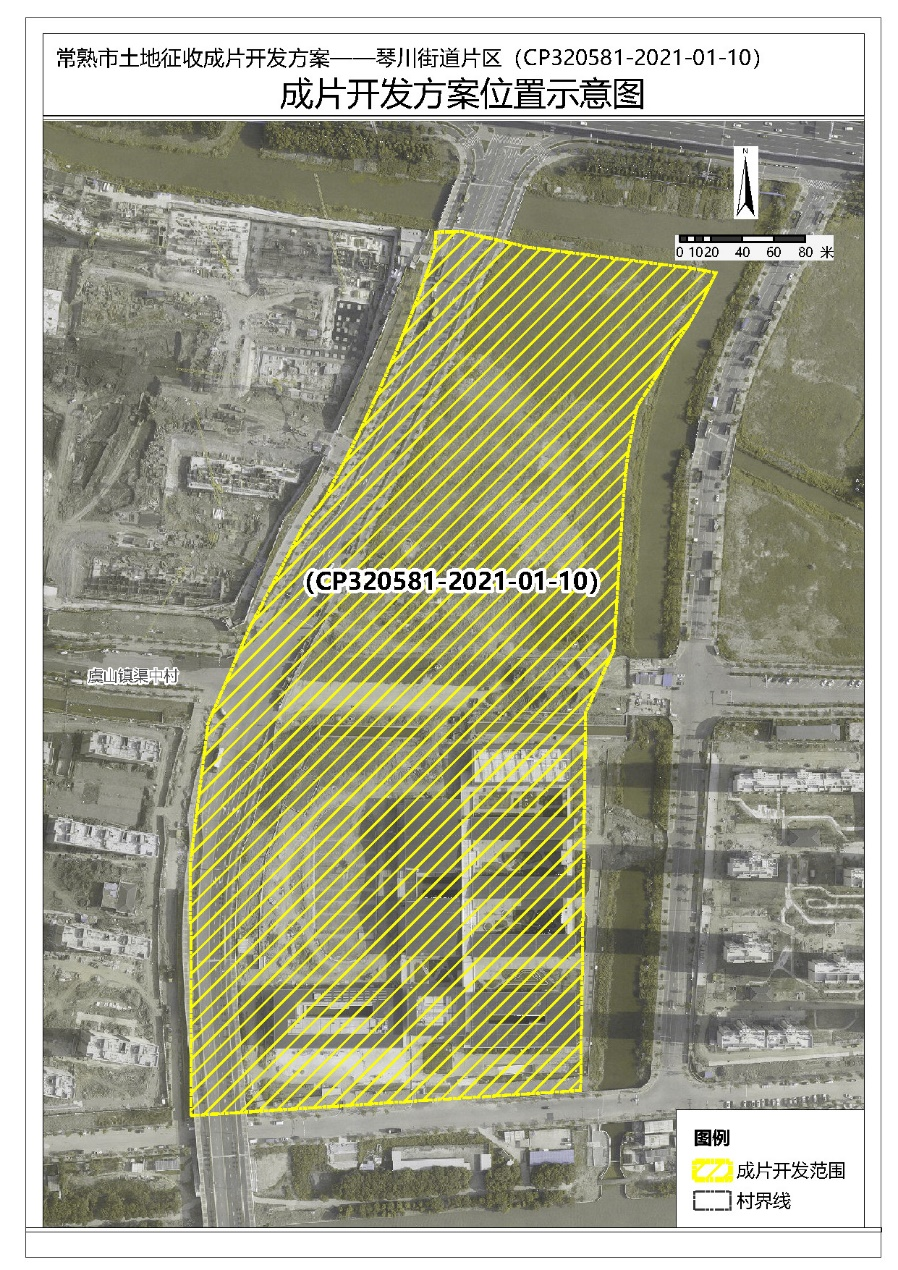 常熟市土地征收成片开发方案——琴川街道片区（CP320581-2021-01-10）
成片开发方案位置示意图
N
0 10 20 40 60 80 米
(CP320581-2021-01-10)
虞山镇渠中村
图例
成片开发范围
村界线